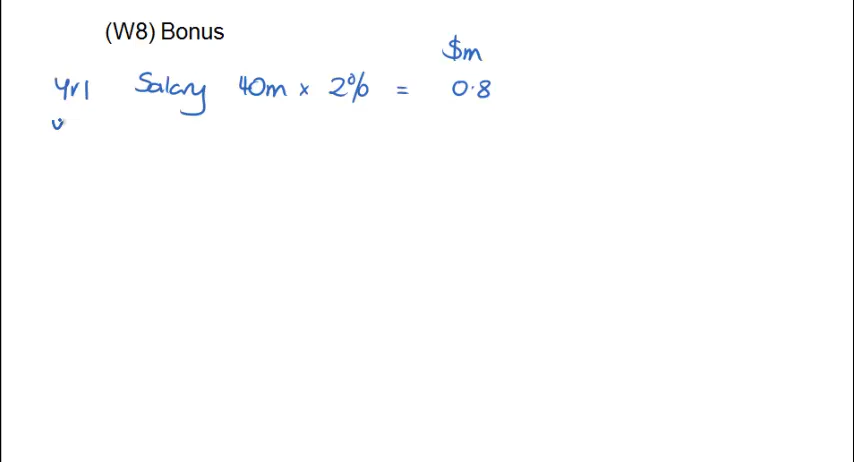 (W8) Bonus
$m
Yr1 Salary 40m × 2% = 0.8